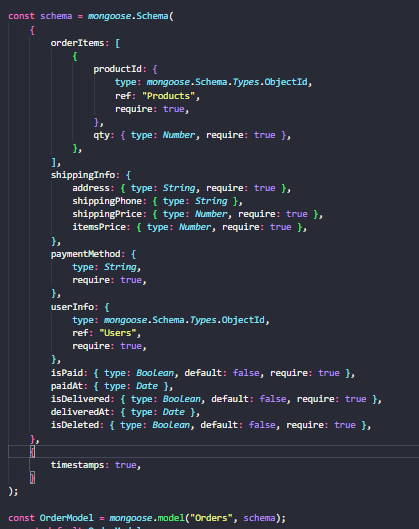 const schema = mongoose.Schema(
{
orderItems: [
{
productId: {
type: mongoose.Schema.Types.ObjectId,
ref: "Products",
require: true,
},
qty: { type: Number, require: true },
},
],
shippingInfo: {
address: { type: String, require: true },
shippingPhone: { type: String },
shippingPrice: { type: Number, require: true },
itemsPrice: { type: Number, require: true },
},
paymentMethod: {
type: String,
require: true,
},
userInfo: {
type: mongoose.Schema.Types.ObjectId,
ref: "Users",
require: true,
},
isPaid: { type: Boolean, default: false, require: true },
paidAt: { type: Date },
isDelivered: { type: Boolean, default: false, require: true },
deliveredAt: { type: Date },
isDeleted: { type: Boolean, default: false, require: true },
},
{
timestamps: true,
}
);
const OrderModel = mongoose.model("Orders", schema);